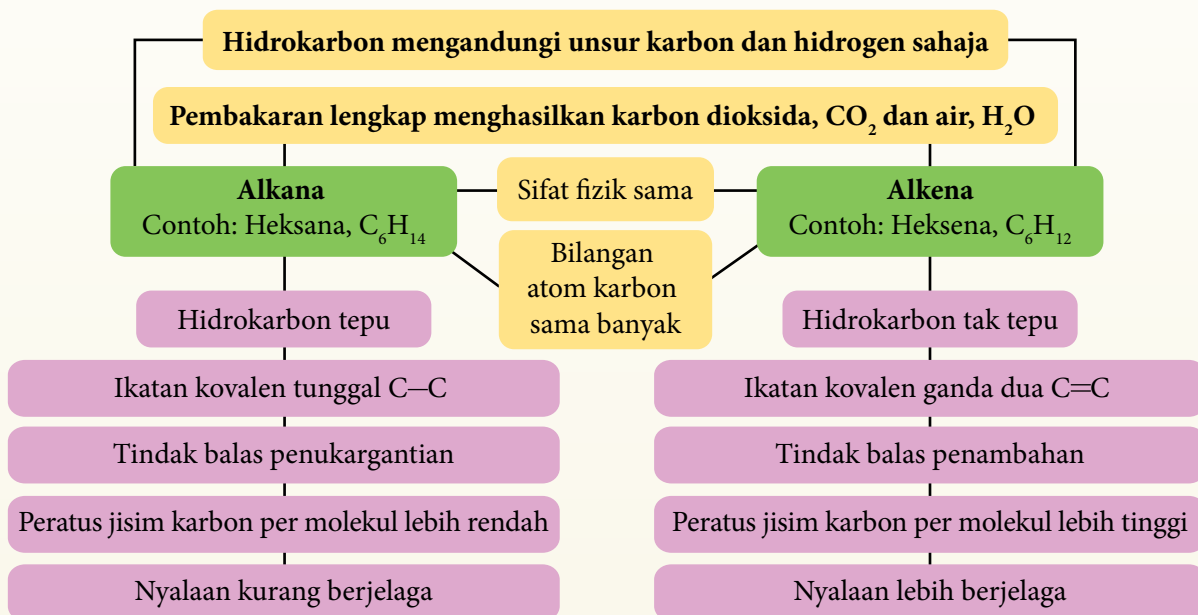 Hidrokarbon mengandungi unsur karbon dan hidrogen sahaja
Pembakaran lengkap menghasilkan karbon dioksida, CO₂ dan air, H₂O
Alkana
Contoh: Heksana, C₆H₁₄
Sifat fizik sama
Alkena
Contoh: Heksena, C₆H₁₂
Bilangan
atom karbon
sama banyak
Hidrokarbon tepu
Hidrokarbon tak tepu
Ikatan kovalen tunggal C—C
Ikatan kovalen ganda dua C=C
Tindak balas penukargantian
Tindak balas penambahan
Peratus jisim karbon per molekul lebih rendah
Peratus jisim karbon per molekul lebih tinggi
Nyalaan kurang berjelaga
Nyalaan lebih berjelaga